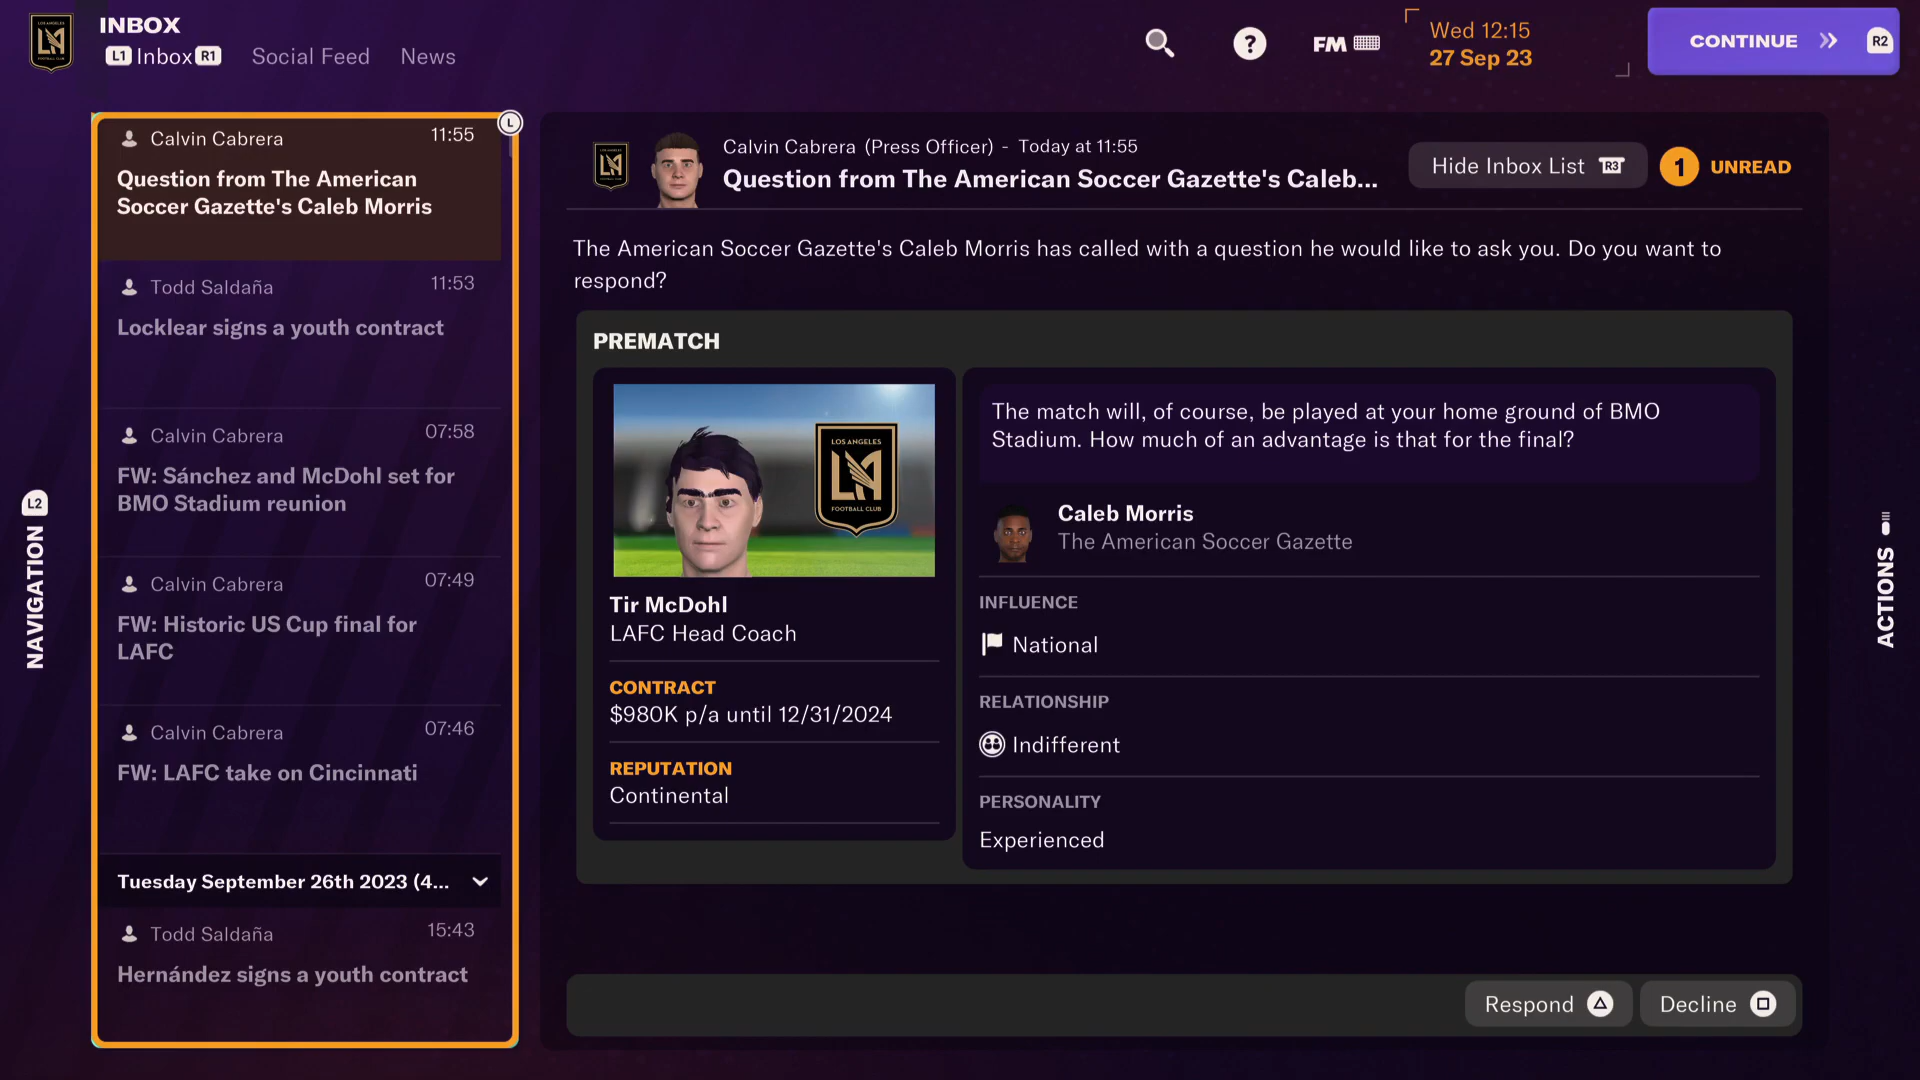 INBOX
L1 Inbox R1 Social Feed News
FM
Wed 12:15
27 Sep 23
CONTINUE R2
L2
NAVIGATION
L
Calvin Cabrera 11:55
Question from The American
Soccer Gazette's Caleb Morris
Todd Saldaña 11:53
Locklear signs a youth contract
Calvin Cabrera 07:58
FW: Sánchez and McDohl set for
BMO Stadium reunion
Calvin Cabrera 07:49
FW: Historic US Cup final for
LAFC
Calvin Cabrera 07:46
FW: LAFC take on Cincinnati
Tuesday September 26th 2023 (4...
Todd Saldaña 15:43
Hernández signs a youth contract
Calvin Cabrera (Press Officer) - Today at 11:55
Question from The American Soccer Gazette's Caleb...
Hide Inbox List R3
1 UNREAD
The American Soccer Gazette's Caleb Morris has called with a question he would like to ask you. Do you want to
respond?
PREMATCH
LOS ANGELES
FOOTBALL CLUB
Tir McDohl
LAFC Head Coach
CONTRACT
$980K p/a until 12/31/2024
REPUTATION
Continental
The match will, of course, be played at your home ground of BMO
Stadium. How much of an advantage is that for the final?
Caleb Morris
The American Soccer Gazette
INFLUENCE
National
RELATIONSHIP
Indifferent
PERSONALITY
Experienced
Respond
Decline
ACTIONS